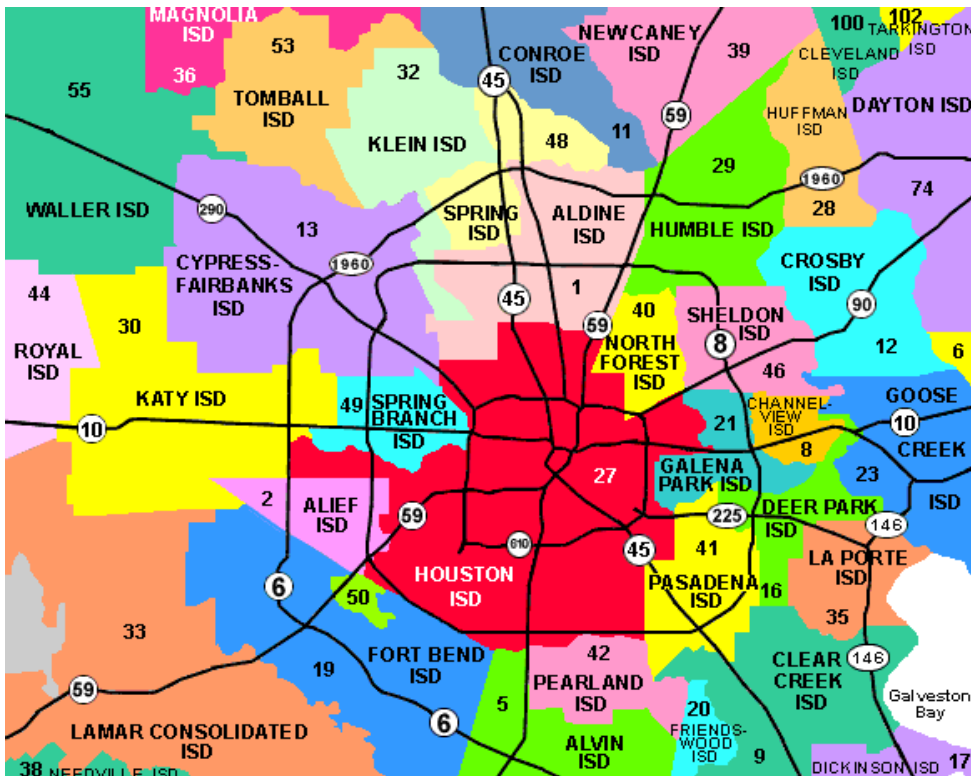 MAGNOLIA
ISD
36
53
TOMBALL
ISD
55
32
KLEIN ISD
45
CONROE
ISD
NEW CANEY
ISD
39
100
102
TARKINGTON
ISD
CLEVELAND
ISD
59
48
11
29
HUFFMAN
ISD
DAYTON ISD
1960
74
28
WALLER ISD
290
13
SPRING
ISD
ALDINE
ISD
HUMBLE ISD
CYPRESS-
FAIRBANKS
ISD
1960
CROSBY
ISD
44
30
45
1
59
40
SHELDON
ISD
90
ROYAL
ISD
NORTH
FOREST
ISD
8
12
6
46
KATY ISD
49
SPRING
BRANCH
ISD
CHANNEL-
VIEW
ISD
GOOSE
CREEK
ISD
10
21
10
8
23
27
GALENA
PARK ISD
2
ALIEF
ISD
59
225
DEER PARK
ISD
146
610
45
41
LA PORTE
ISD
6
HOUSTON
ISD
PASADENA
ISD
50
16
35
33
19
FORT BEND
ISD
42
PEARLAND
ISD
CLEAR
CREEK
ISD
146
59
5
20
FRIENDS-
WOOD
ISD
Galveston
Bay
LAMAR CONSOLIDATED
ISD
6
ALVIN
ISD
9
38
NEEDVILLE ISD
DICKINSON ISD
17